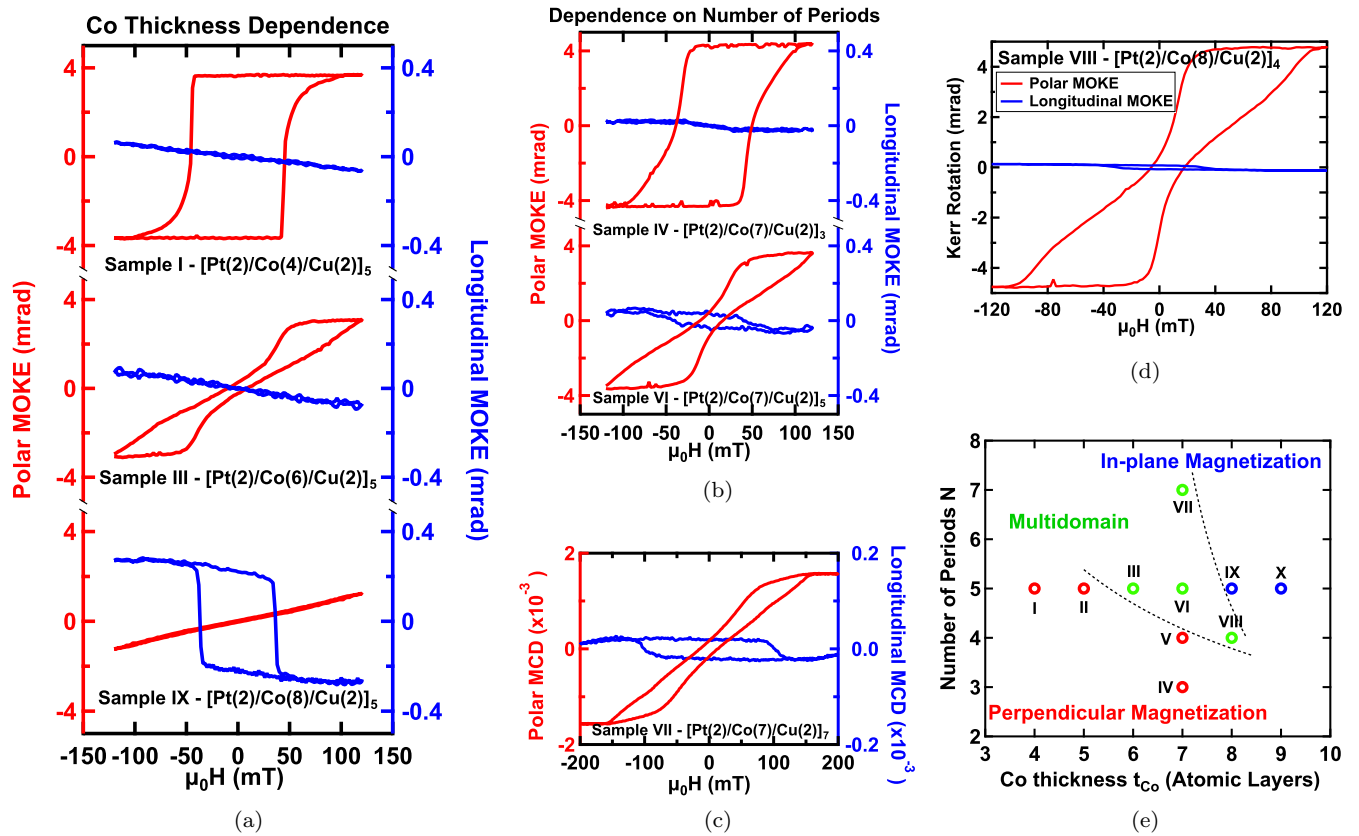 Co Thickness Dependence
-150 -100 -50 0 50 100 150
4
0
-4
4
0
-4
4
0
-4
0.4
0
-0.4
0.4
0
-0.4
0.4
0
-0.4
Polar MOKE (mrad)
Longitudinal MOKE (mrad)
Sample I - [Pt(2)/Co(4)/Cu(2)]5
Sample III - [Pt(2)/Co(6)/Cu(2)]5
Sample IX - [Pt(2)/Co(8)/Cu(2)]5
-150 -100 -50 0 50 100 150
µ0H (mT)
(a)
Dependence on Number of Periods
4
0
-4
4
0
-4
0.4
0
-0.4
0.4
0
-0.4
Polar MOKE (mrad)
Longitudinal MOKE (mrad)
Sample IV - [Pt(2)/Co(7)/Cu(2)]3
Sample VI - [Pt(2)/Co(7)/Cu(2)]5
-150 -100 -50 0 50 100 150
µ0H (mT)
(b)
2
0
-2
0.2
0.0
-0.2
Polar MCD (x10-3)
Longitudinal MCD (x10-3)
Sample VII - [Pt(2)/Co(7)/Cu(2)]7
-200 -100 0 100 200
µ0H (mT)
(c)
Sample VIII - [Pt(2)/Co(8)/Cu(2)]4
Polar MOKE
Longitudinal MOKE
Kerr Rotation (mrad)
4
2
0
-2
-4
-120 -80 -40 0 40 80 120
µ0H (mT)
(d)
Number of Periods N
8
7
6
5
4
3
2
In-plane Magnetization
Multidomain
VII
III
IX
X
I
II
VI
VIII
V
IV
Perpendicular Magnetization
3 4 5 6 7 8 9 10
Co thickness tCo (Atomic Layers)
(e)